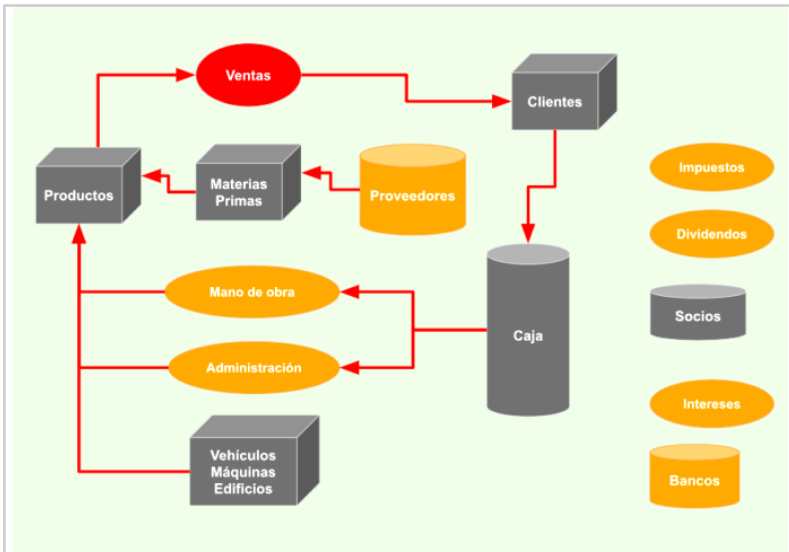 Ventas
Clientes
Productos
Materias
Primas
Proveedores
Impuestos
Dividendos
Mano de obra
Caja
Socios
Administración
Intereses
Vehículos
Máquinas
Edificios
Bancos